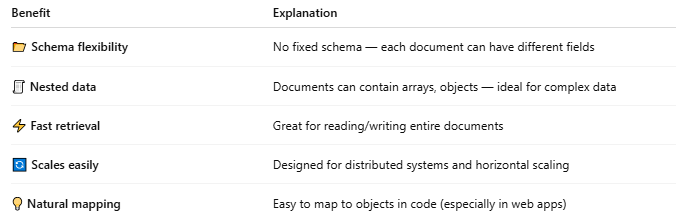 Benefit Explanation
📂 Schema flexibility No fixed schema — each document can have different fields
🧾 Nested data Documents can contain arrays, objects — ideal for complex data
⚡ Fast retrieval Great for reading/writing entire documents
🔄 Scales easily Designed for distributed systems and horizontal scaling
💡 Natural mapping Easy to map to objects in code (especially in web apps)